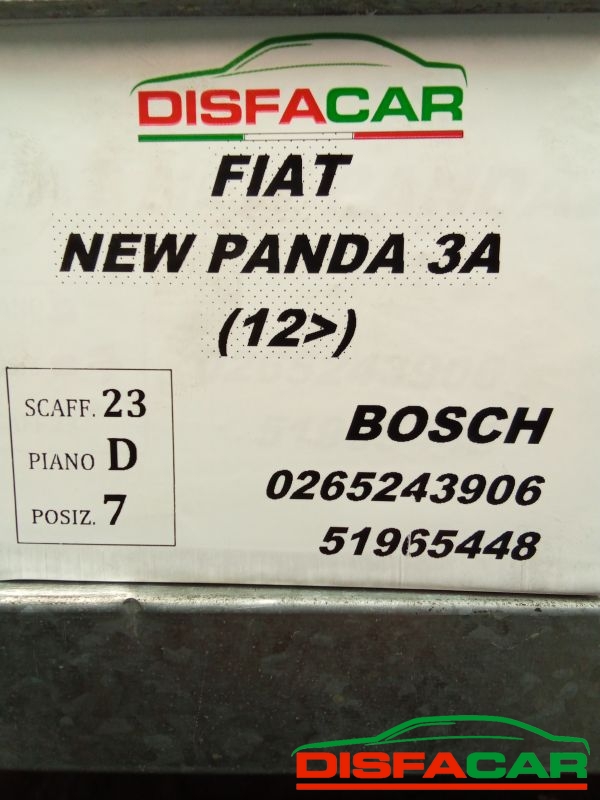 DISFACAR
FIAT
NEW PANDA 3A
(12>)
SCAFF. 23
PIANO D
POSIZ. 7
BOSCH
0265243906
51965448
DISFACAR